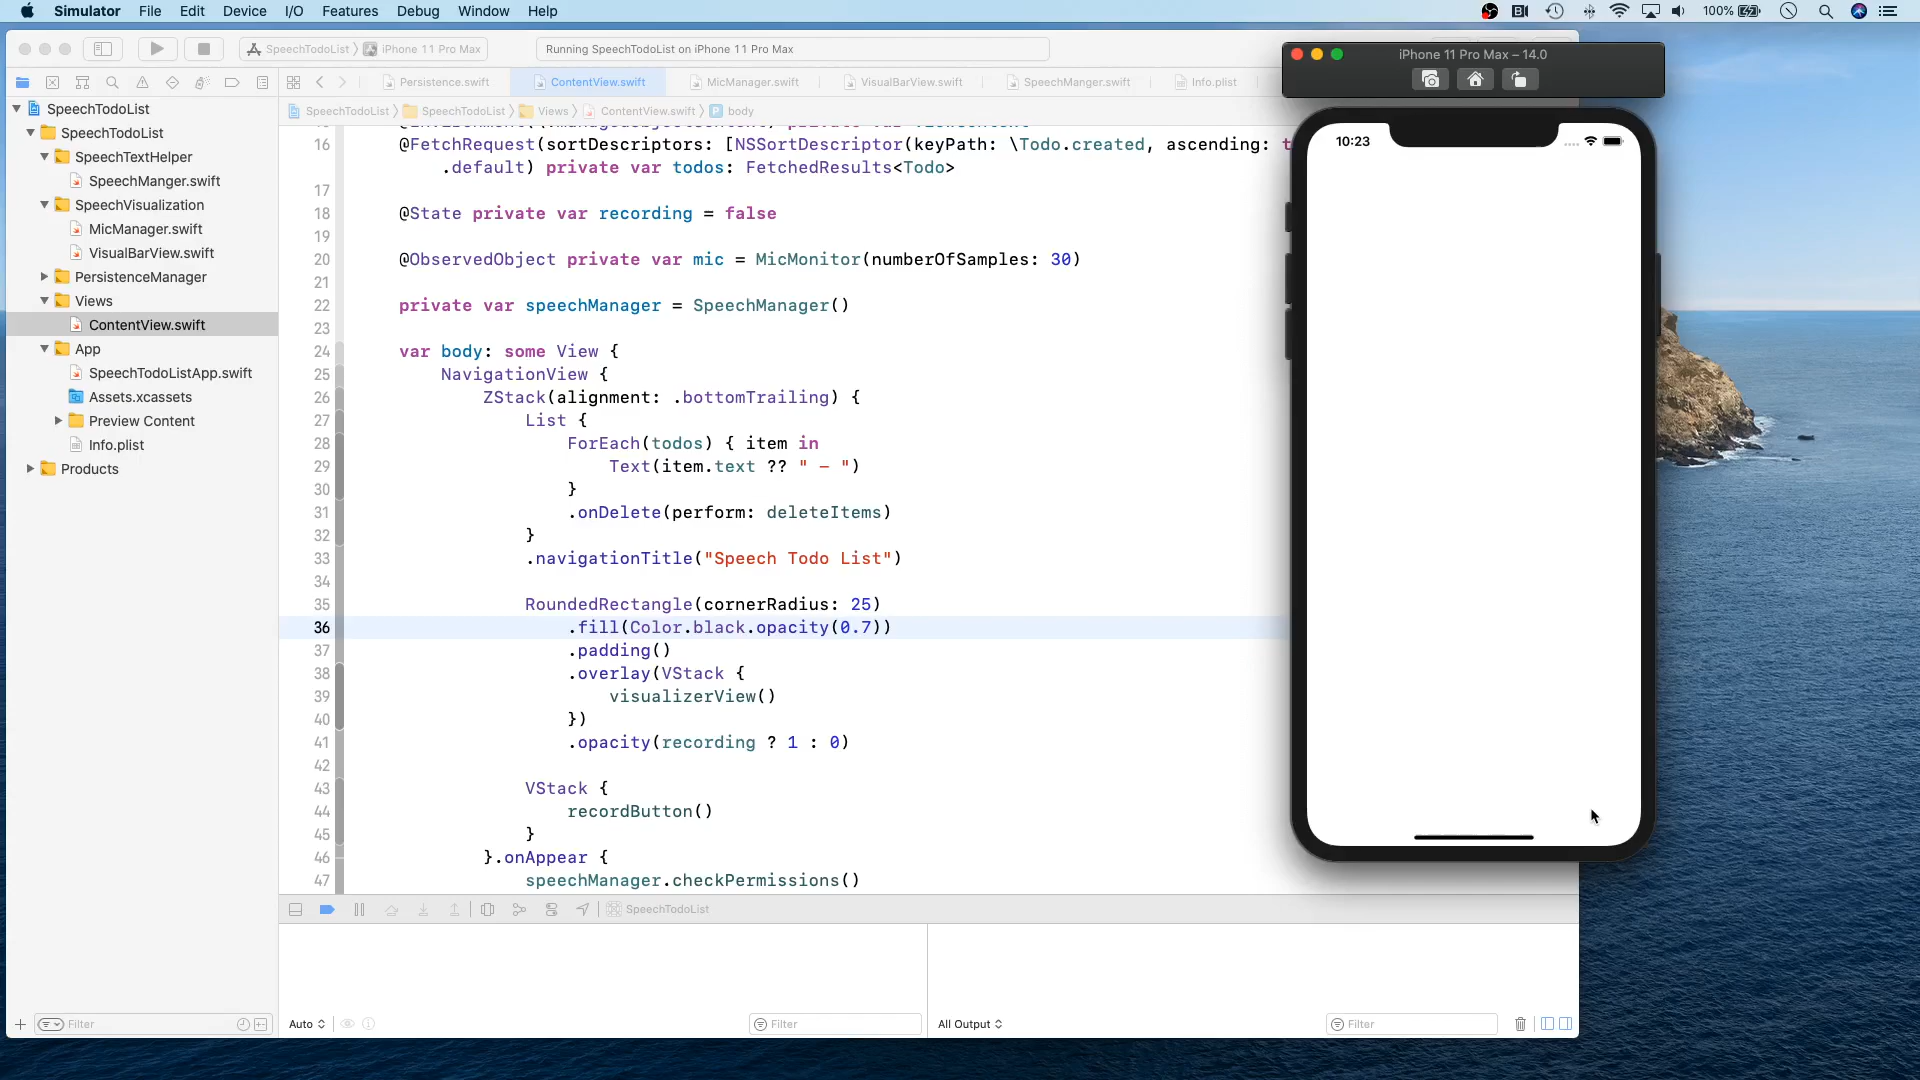 Simulator File Edit Device I/O Features Debug Window Help 100%
SpeechTodoList iPhone 11 Pro Max Running SpeechTodoList on iPhone 11 Pro Max
iPhone 11 Pro Max – 14.0
Persistence.swift ContentView.swift MicManager.swift VisualBarView.swift SpeechManger.swift Info.plist
SpeechTodoList SpeechTodoList Views ContentView.swift body
SpeechTodoList
SpeechTodoList
SpeechTextHelper
SpeechManger.swift
SpeechVisualization
MicManager.swift
VisualBarView.swift
PersistenceManager
Views
ContentView.swift
App
SpeechTodoListApp.swift
Assets.xcassets
Preview Content
Info.plist
Products
16 @FetchRequest(sortDescriptors: [NSSortDescriptor(keyPath: \Todo.created, ascending: t
.default) private var todos: FetchedResults<Todo>
17
18 @State private var recording = false
19
20 @ObservedObject private var mic = MicMonitor(numberOfSamples: 30)
21
22 private var speechManager = SpeechManager()
23
24 var body: some View {
25 NavigationView {
26 ZStack(alignment: .bottomTrailing) {
27 List {
28 ForEach(todos) { item in
29 Text(item.text ?? " – ")
30 }
31 .onDelete(perform: deleteItems)
32 }
33 .navigationTitle("Speech Todo List")
34
35 RoundedRectangle(cornerRadius: 25)
36 .fill(Color.black.opacity(0.7))
37 .padding()
38 .overlay(VStack {
39 visualizerView()
40 })
41 .opacity(recording ? 1 : 0)
42
43 VStack {
44 recordButton()
45 }
46 }.onAppear {
47 speechManager.checkPermissions()
10:23
SpeechTodoList
Filter
Auto
Filter
All Output
Filter